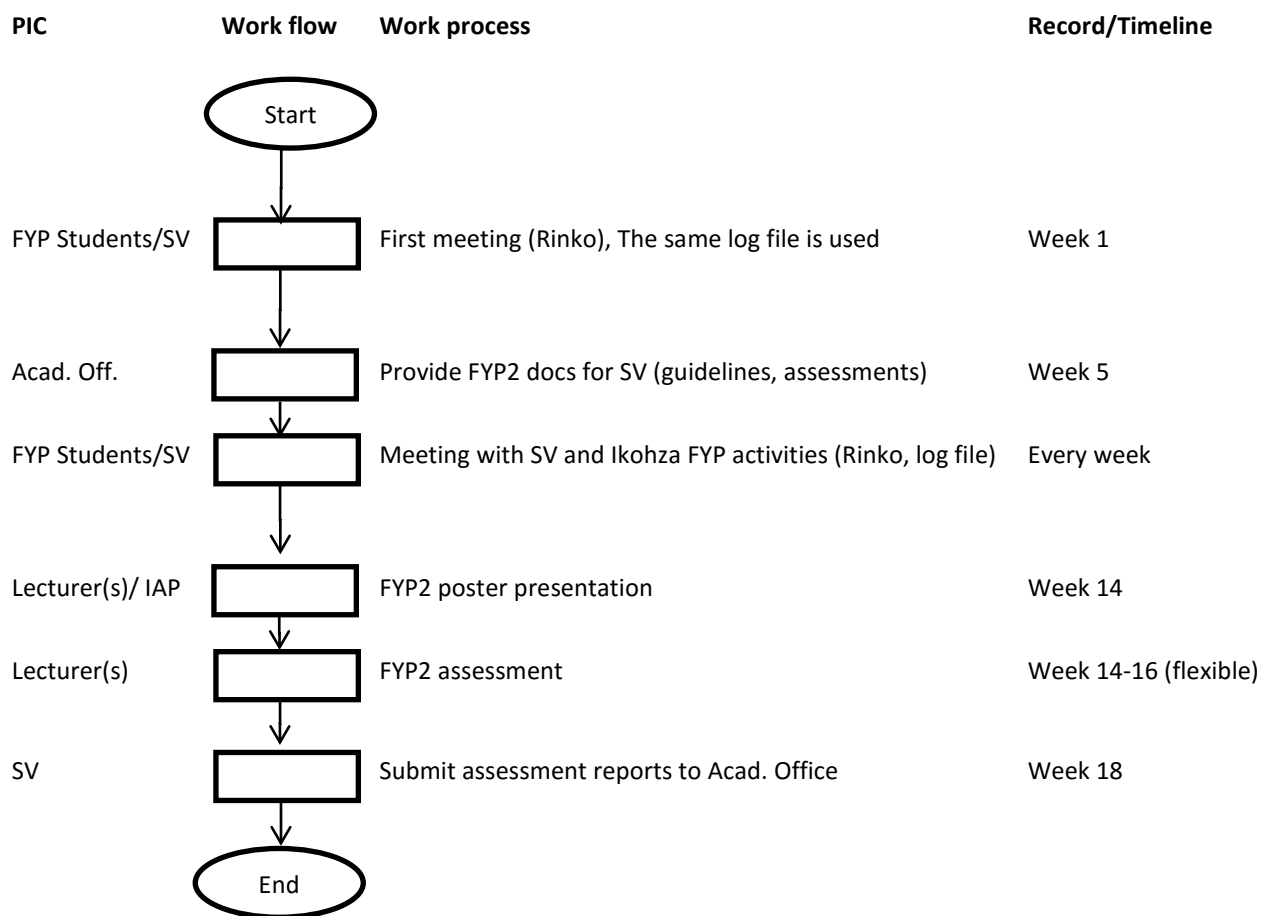 PIC Work flow Work process Record/Timeline
Start
FYP Students/SV First meeting (Rinko), The same log file is used Week 1
Acad. Off. Provide FYP2 docs for SV (guidelines, assessments) Week 5
FYP Students/SV Meeting with SV and Ikohza FYP activities (Rinko, log file) Every week
Lecturer(s)/ IAP FYP2 poster presentation Week 14
Lecturer(s) FYP2 assessment Week 14-16 (flexible)
SV Submit assessment reports to Acad. Office Week 18
End